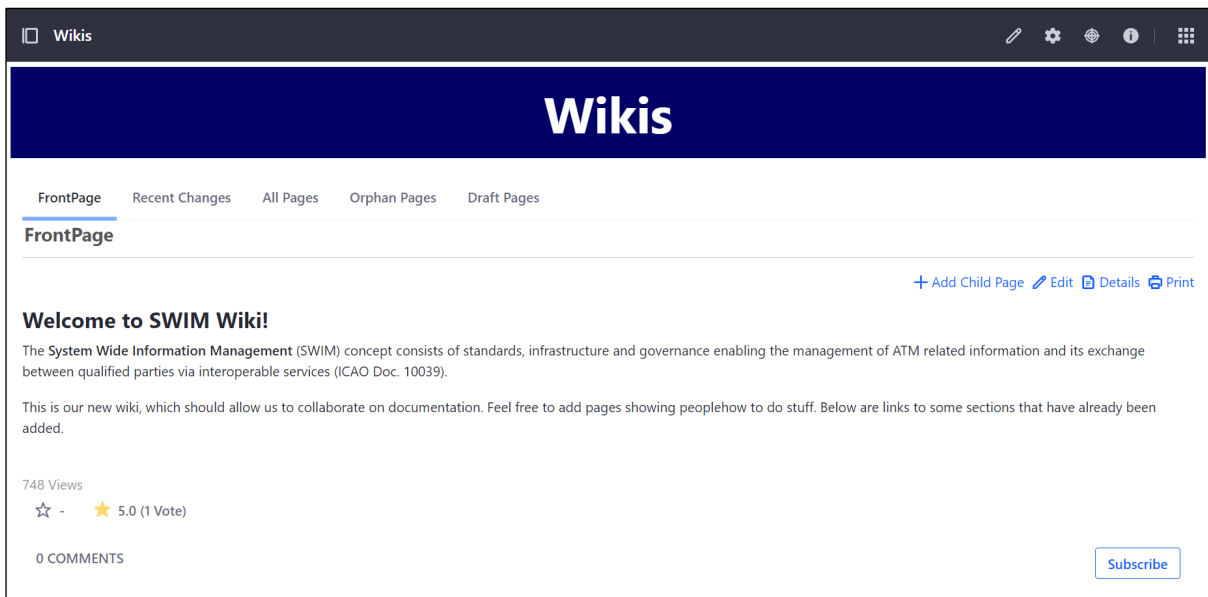 Wikis
Wikis
FrontPage Recent Changes All Pages Orphan Pages Draft Pages
FrontPage
Add Child Page Edit Details Print
Welcome to SWIM Wiki!
The System Wide Information Management (SWIM) concept consists of standards, infrastructure and governance enabling the management of ATM related information and its exchange
between qualified parties via interoperable services (ICAO Doc. 10039).
This is our new wiki, which should allow us to collaborate on documentation. Feel free to add pages showing peoplehow to do stuff. Below are links to some sections that have already been
added.
748 Views
- 5.0 (1 Vote)
0 COMMENTS
Subscribe